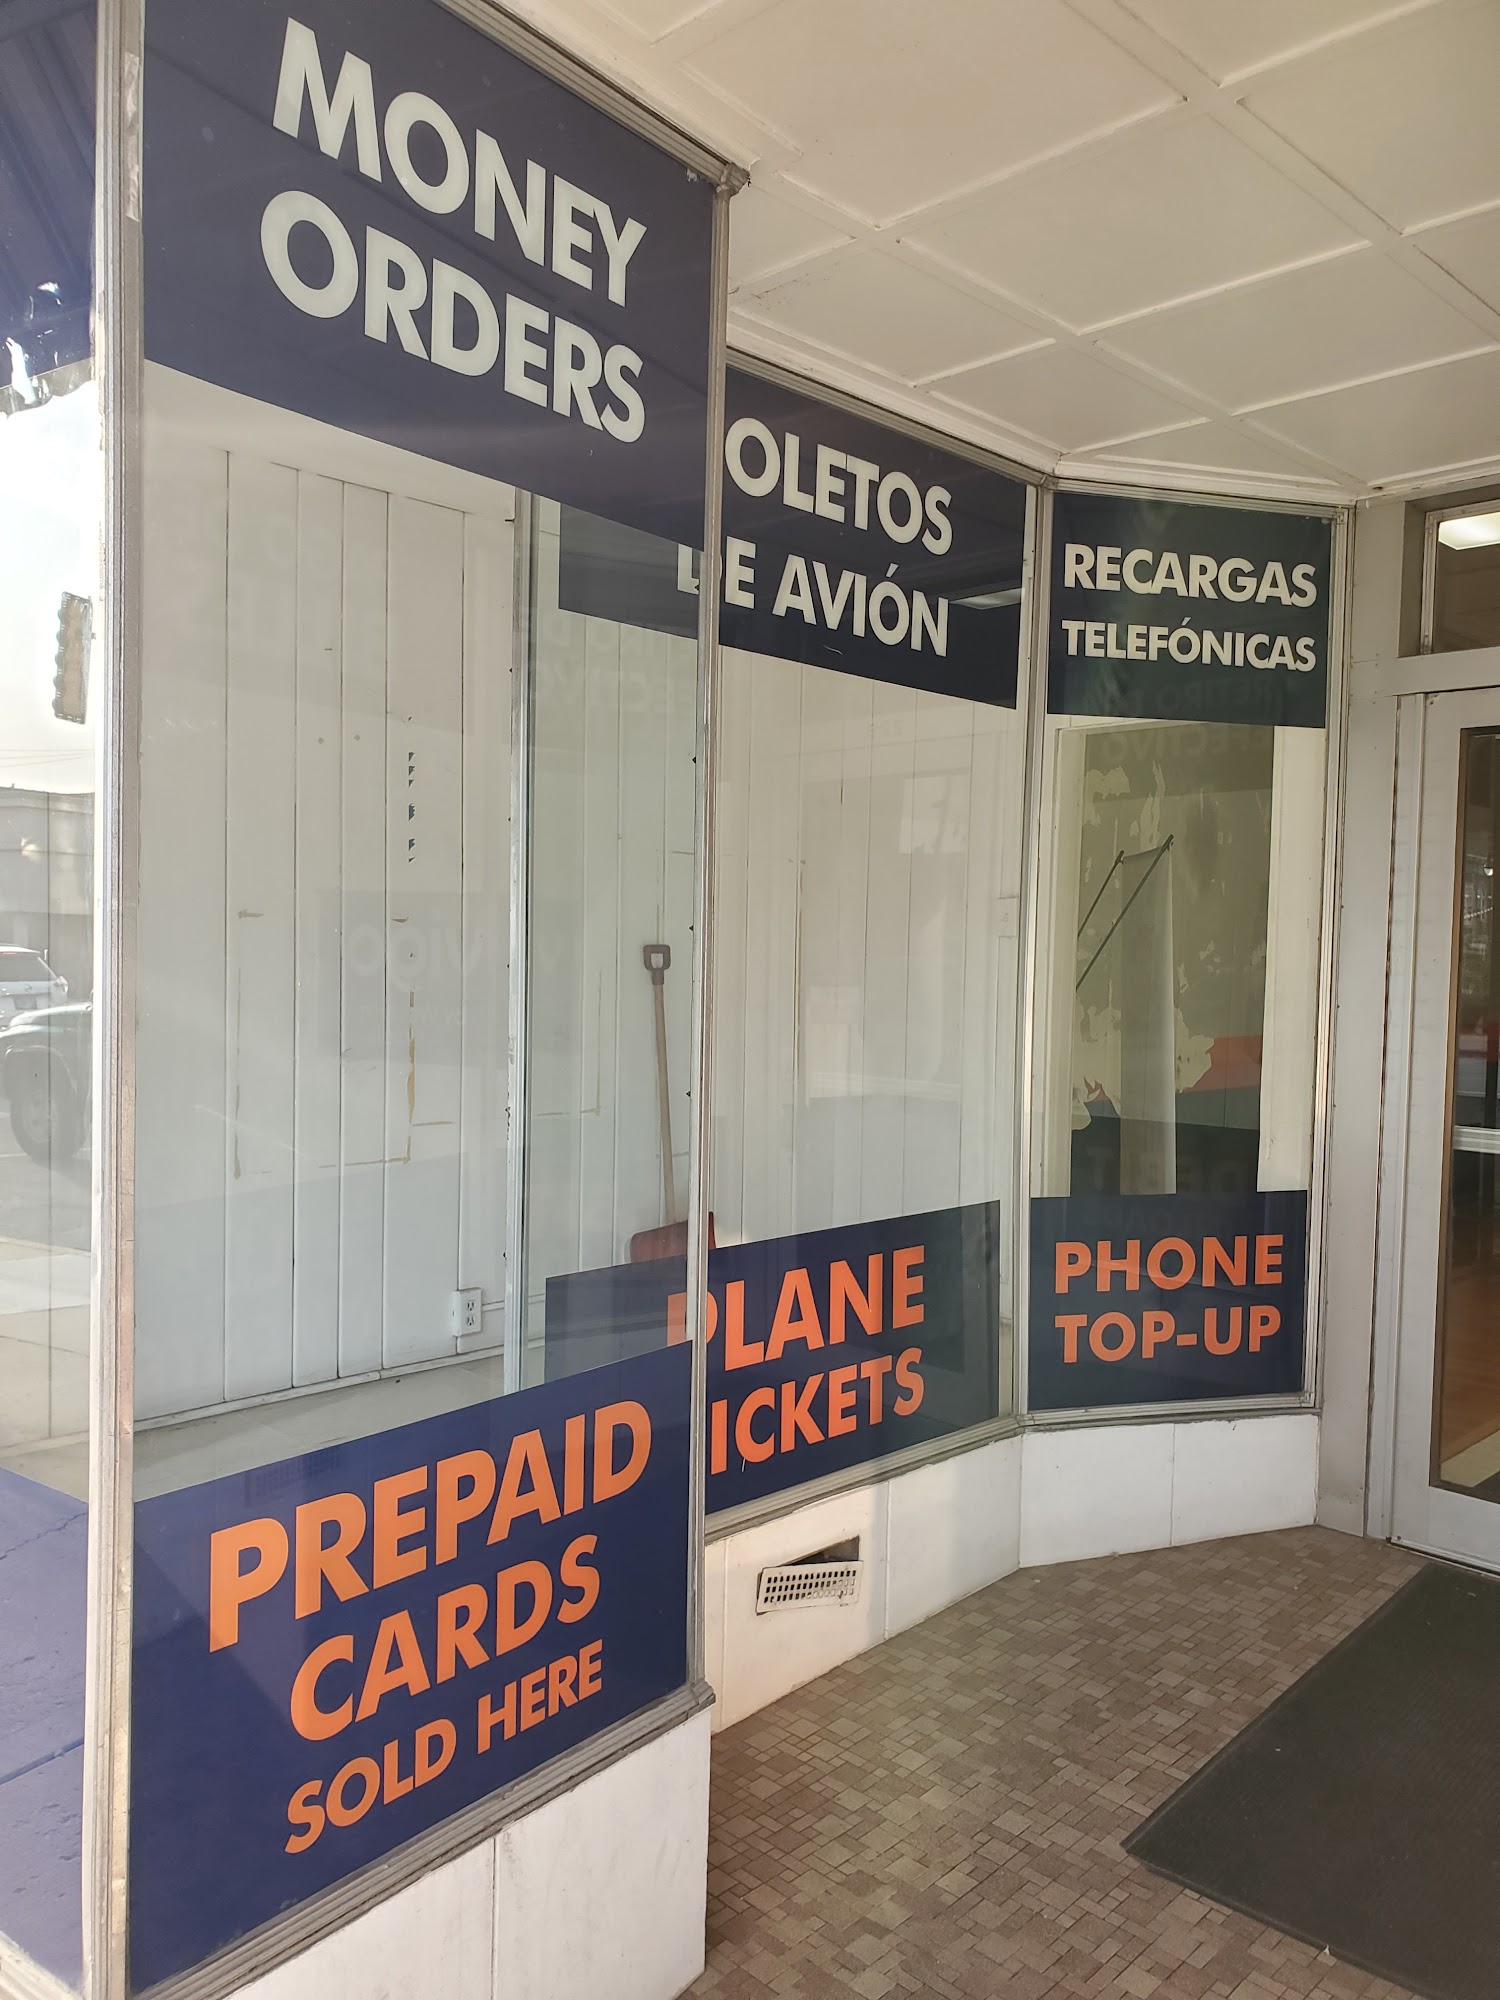 MONEY
ORDERS
OLETOS
DE AVIÓN
RECARGAS
TELEFÓNICAS
PREPAID
CARDS
SOLD HERE
PLANE
ICKETS
PHONE
TOP-UP